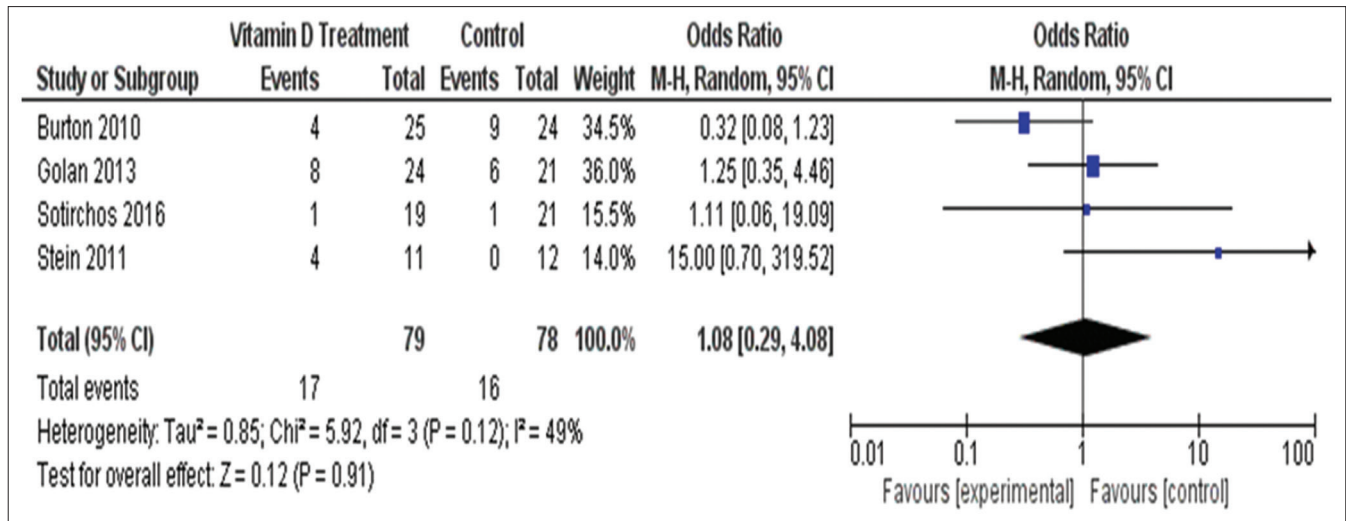 Vitamin D Treatment Control Odds Ratio Odds Ratio
Study or Subgroup Events Total Events Total Weight M-H, Random, 95% CI M-H, Random, 95% CI
Burton 2010 4 25 9 24 34.5% 0.32 [0.08, 1.23]
Golan 2013 8 24 6 21 36.0% 1.25 [0.35, 4.46]
Sotirchos 2016 1 19 1 21 15.5% 1.11 [0.06, 19.09]
Stein 2011 4 11 0 12 14.0% 15.00 [0.70, 319.52]
Total (95% CI) 79 78 100.0% 1.08 [0.29, 4.08]
Total events 17 16
Heterogeneity: Tau² = 0.85; Chi² = 5.92, df = 3 (P = 0.12); I² = 49%
Test for overall effect: Z = 0.12 (P = 0.91)
0.01 0.1 1 10 100
Favours [experimental] Favours [control]